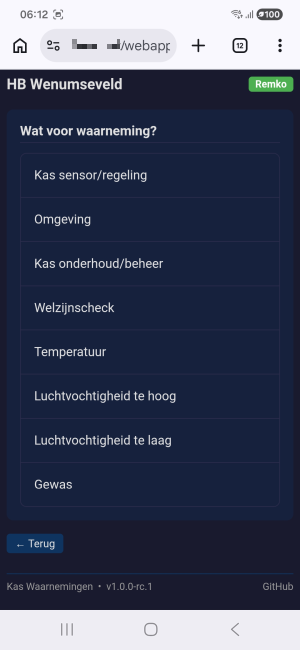 06:12 100
/webapp 12
HB Wenumseveld Remko
Wat voor waarneming?
Kas sensor/regeling
Omgeving
Kas onderhoud/beheer
Welzijnscheck
Temperatuur
Luchtvochtigheid te hoog
Luchtvochtigheid te laag
Gewas
← Terug
Kas Waarnemingen • v1.0.0-rc.1 GitHub